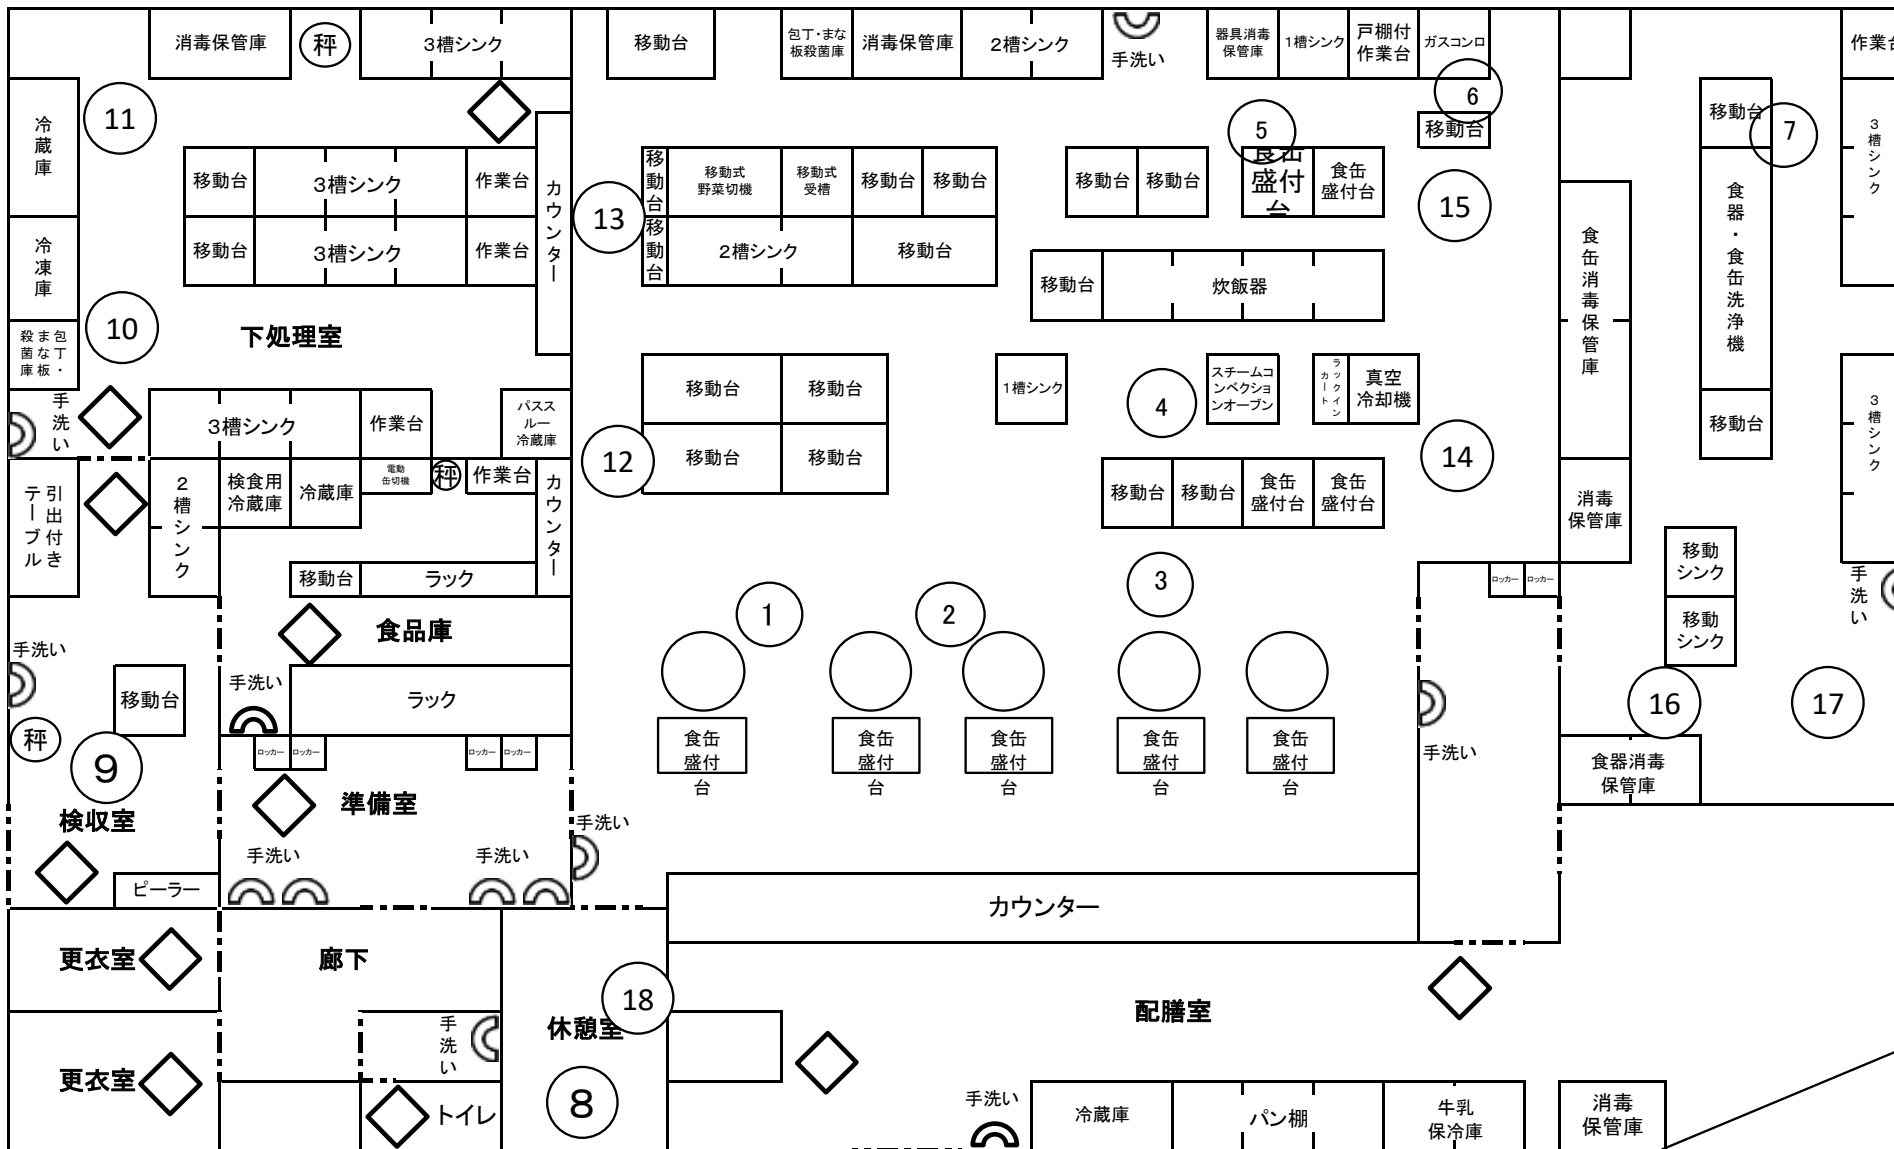 消毒保管庫
秤
3槽シンク
移動台
包丁・まな
板殺菌庫
消毒保管庫
2槽シンク
手洗い
器具消毒
保管庫
1槽シンク
戸棚付
作業台
ガスコンロ
作業台
冷蔵庫
11
移動台
3槽シンク
作業台
カウンター
移動台
3槽シンク
作業台
冷凍庫
10
包丁・
まな板
殺菌庫
下処理室
手洗い
3槽シンク
作業台
パスス
ルー
冷蔵庫
13
移動台
移動式
野菜切機
移動式
受槽
移動台
移動台
移動台
2槽シンク
移動台
移動台
移動台
5
食缶
盛付
台
食缶
盛付台
6
移動台
15
移動台
炊飯器
移動台
移動台
移動台
移動台
12
1槽シンク
4
スチームコ
ンベクショ
ンオーブン
ラックイン
カート
真空
冷却機
14
移動台
移動台
食缶
盛付台
食缶
盛付台
食缶消毒保管庫
消毒
保管庫
移動台
7
食器・食缶洗浄機
移動台
3槽シンク
3槽シンク
手洗い
移動
シンク
移動
シンク
16
17
食器消毒
保管庫
引出付き
テーブル
2槽シンク
検食用
冷蔵庫
冷蔵庫
電動
缶切機
秤
作業台
カウンター
移動台
ラック
食品庫
手洗い
ラック
ロッカー
ロッカー
ロッカー
ロッカー
準備室
手洗い
手洗い
手洗い
移動台
秤
9
検収室
ピーラー
手洗い
1
2
3
食缶
盛付
台
食缶
盛付
台
食缶
盛付
台
食缶
盛付
台
食缶
盛付
台
ロッカー
ロッカー
手洗い
カウンター
更衣室
更衣室
廊下
手洗い
トイレ
18
休憩室
8
配膳室
手洗い
冷蔵庫
パン棚
牛乳
保冷庫
消毒
保管庫